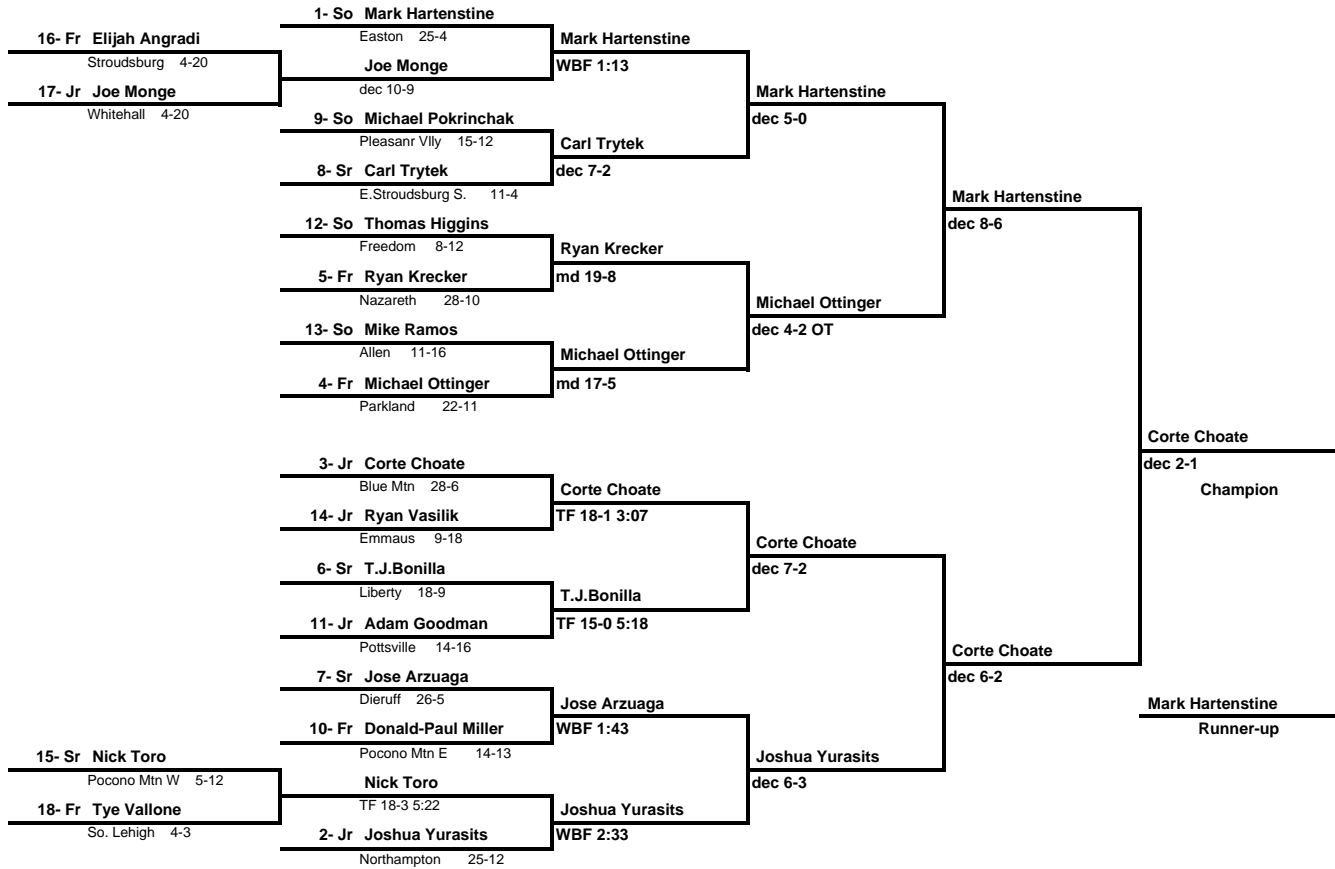 1- So Mark Hartenstine
16- Fr Elijah Angradi
Easton 25-4
Mark Hartenstine
Stroudsburg 4-20
Joe Monge
WBF 1:13
17- Jr Joe Monge
dec 10-9
Mark Hartenstine
Whitehall 4-20
9- So Michael Pokrinchak
dec 5-0
Pleasanr Vlly 15-12
Carl Trytek
8- Sr Carl Trytek
dec 7-2
E.Stroudsburg S. 11-4
Mark Hartenstine
12- So Thomas Higgins
dec 8-6
Freedom 8-12
Ryan Krecker
5- Fr Ryan Krecker
md 19-8
Nazareth 28-10
Michael Ottinger
13- So Mike Ramos
dec 4-2 OT
Allen 11-16
Michael Ottinger
4- Fr Michael Ottinger
md 17-5
Parkland 22-11
Corte Choate
3- Jr Corte Choate
dec 2-1
Blue Mtn 28-6
Corte Choate
Champion
14- Jr Ryan Vasilik
TF 18-1 3:07
Emmaus 9-18
Corte Choate
6- Sr T.J.Bonilla
dec 7-2
Liberty 18-9
T.J.Bonilla
11- Jr Adam Goodman
TF 15-0 5:18
Pottsville 14-16
Corte Choate
7- Sr Jose Arzuaga
dec 6-2
Dieruff 26-5
Jose Arzuaga
Mark Hartenstine
10- Fr Donald-Paul Miller
WBF 1:43
Runner-up
15- Sr Nick Toro
Pocono Mtn E 14-13
Joshua Yurasits
Pocono Mtn W 5-12
Nick Toro
dec 6-3
18- Fr Tye Vallone
TF 18-3 5:22
Joshua Yurasits
So. Lehigh 4-3
2- Jr Joshua Yurasits
WBF 2:33
Northampton 25-12